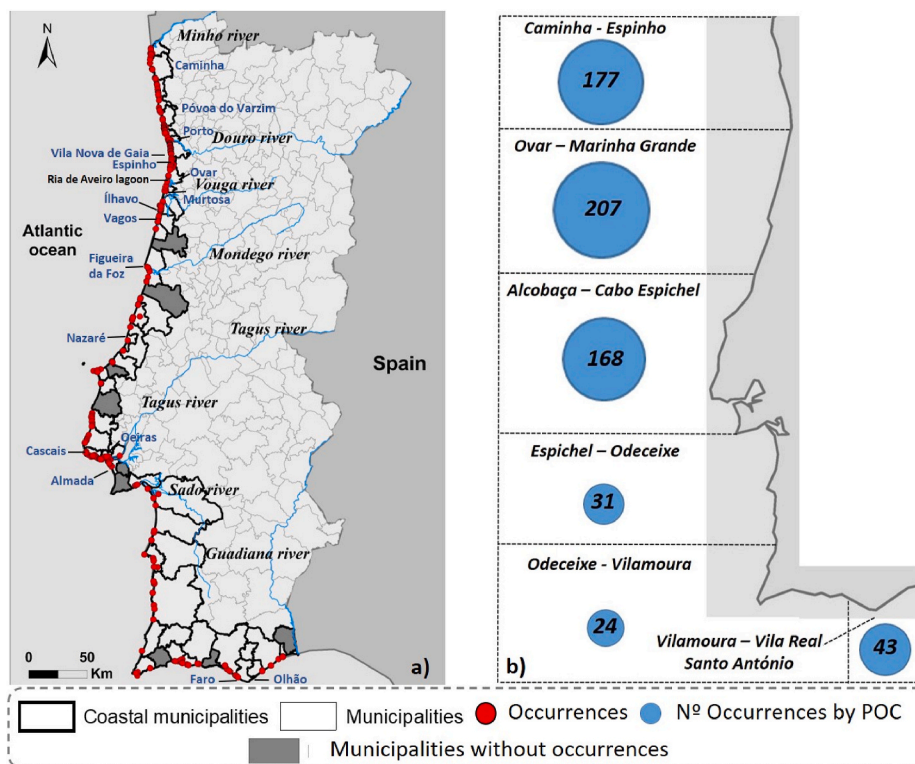 N
Minho river
Caminha
Póvoa do Varzim
Porto
Douro river
Vila Nova de Gaia
Espinho
Ovar
Ria de Aveiro lagoon
Vouga river
Ílhavo
Murtosa
Vagos
Atlantic
ocean
Figueira
da Foz
Mondego river
Nazaré
Tagus river
Spain
Tagus river
Oeiras
Cascais
Almada
Sado river
Guadiana river
0
50
Km
Faro
Olhão
a)
Caminha - Espinho
177
Ovar – Marinha Grande
207
Alcobaça – Cabo Espichel
168
Espichel – Odeceixe
31
Odeceixe - Vilamoura
24
Vilamoura – Vila Real
Santo António
43
b)
Coastal municipalities
Municipalities
Occurrences
Nº Occurrences by POC
Municipalities without occurrences